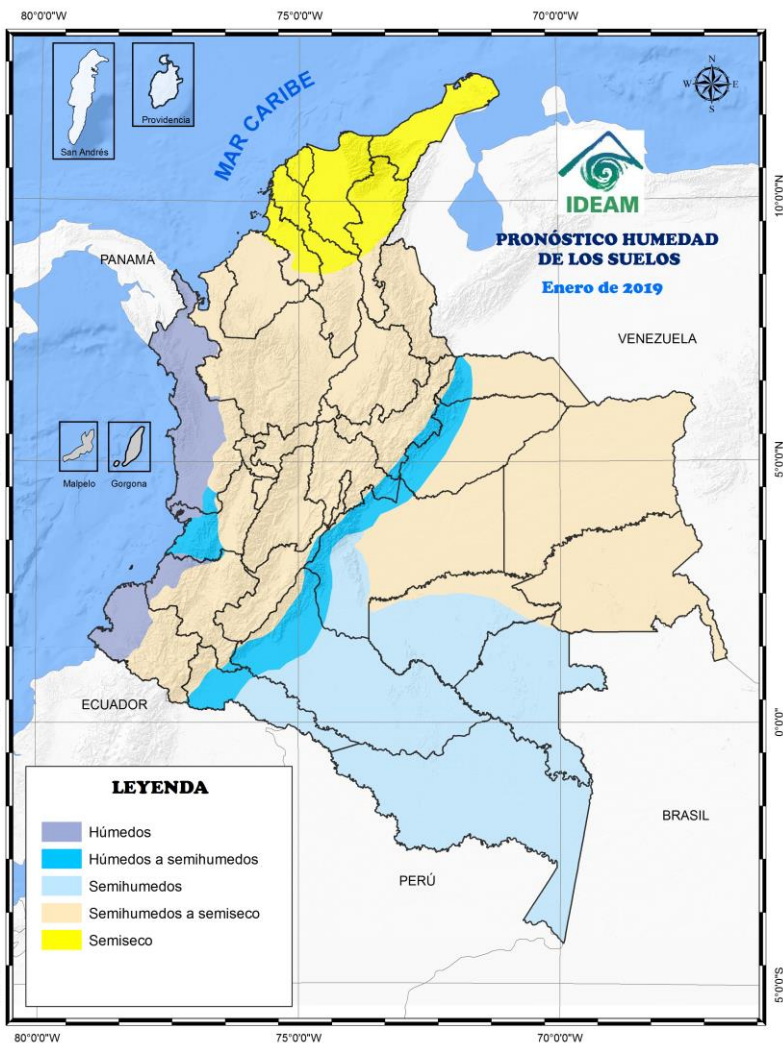 80°0'0"W
75°0'0"W
70°0'0"W
San Andrés
Providencia
MAR CARIBE
N
W
E
S
IDEAM
10°0'0"N
PRONÓSTICO HUMEDAD
DE LOS SUELOS
Enero de 2019
PANAMÁ
VENEZUELA
5°0'0"N
Malpelo
Gorgona
ECUADOR
0°0'0"
LEYENDA
Húmedos
Húmedos a semihumedos
Semihumedos
Semihumedos a semiseco
Semiseco
BRASIL
PERÚ
5°0'0"S
80°0'0"W
75°0'0"W
70°0'0"W